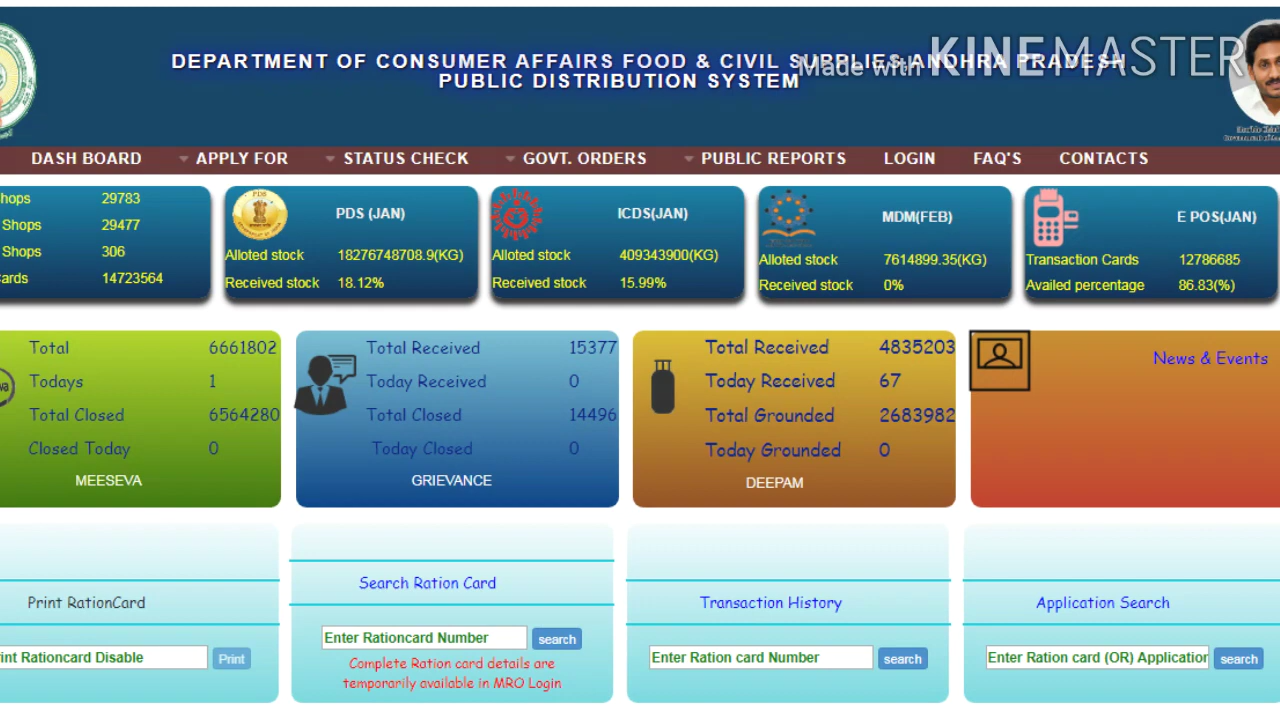 DEPARTMENT OF CONSUMER AFFAIRS FOOD & CIVIL SUPPLIES-ANDHRA PRADESH
PUBLIC DISTRIBUTION SYSTEM
Made with KINEMASTER
DASH BOARD APPLY FOR STATUS CHECK GOVT. ORDERS PUBLIC REPORTS LOGIN FAQ'S CONTACTS
hops 29783
Shops 29477
Shops 306
ards 14723564
PDS
PDS (JAN)
Alloted stock 18276748708.9(KG)
Received stock 18.12%
ICDS(JAN)
Alloted stock 409343900(KG)
Received stock 15.99%
MDM(FEB)
Alloted stock 7614899.35(KG)
Received stock 0%
E POS(JAN)
Transaction Cards 12786685
Availed percentage 86.83(%)
Total 6661802
Todays 1
Total Closed 6564280
Closed Today 0
MEESEVA
Total Received 15377
Today Received 0
Total Closed 14496
Today Closed 0
GRIEVANCE
Total Received 4835203
Today Received 67
Total Grounded 2683982
Today Grounded 0
DEEPAM
News & Events
Print RationCard
int Rationcard Disable Print
Search Ration Card
Enter Rationcard Number search
Complete Ration card details are
temporarily available in MRO Login
Transaction History
Enter Ration card Number search
Application Search
Enter Ration card (OR) Application search